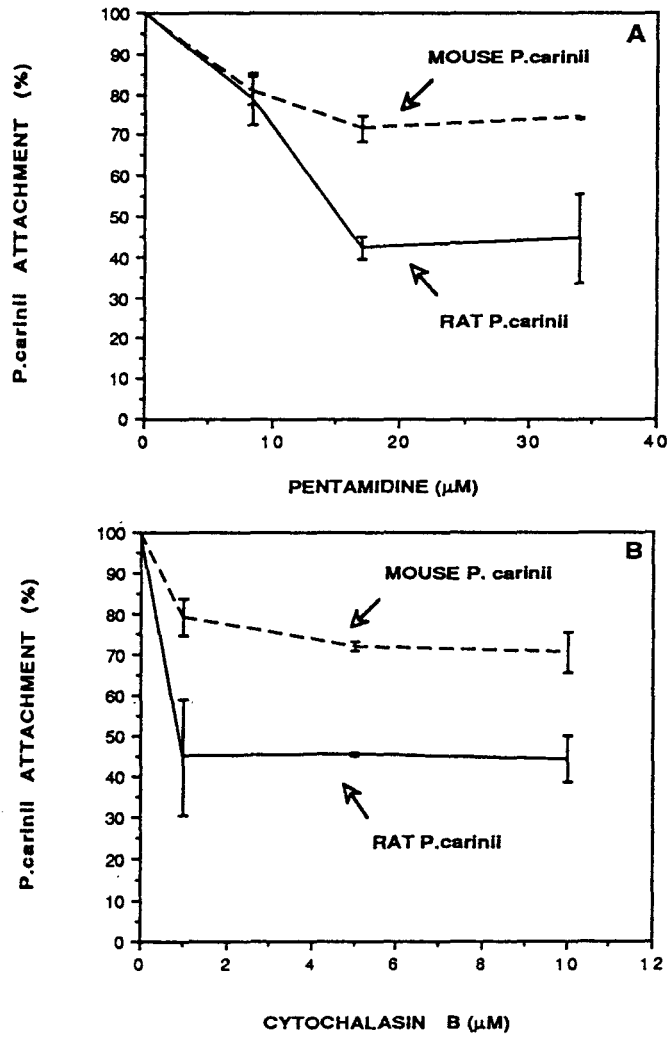 A
P.carinii ATTACHMENT (%)
100
90
80
70
60
50
40
30
20
10
0
MOUSE P.carinii
RAT P.carinii
0 10 20 30 40
PENTAMIDINE (µM)
B
P.carinii ATTACHMENT (%)
100
90
80
70
60
50
40
30
20
10
0
MOUSE P. carinii
RAT P.carinii
0 2 4 6 8 10 12
CYTOCHALASIN B (µM)